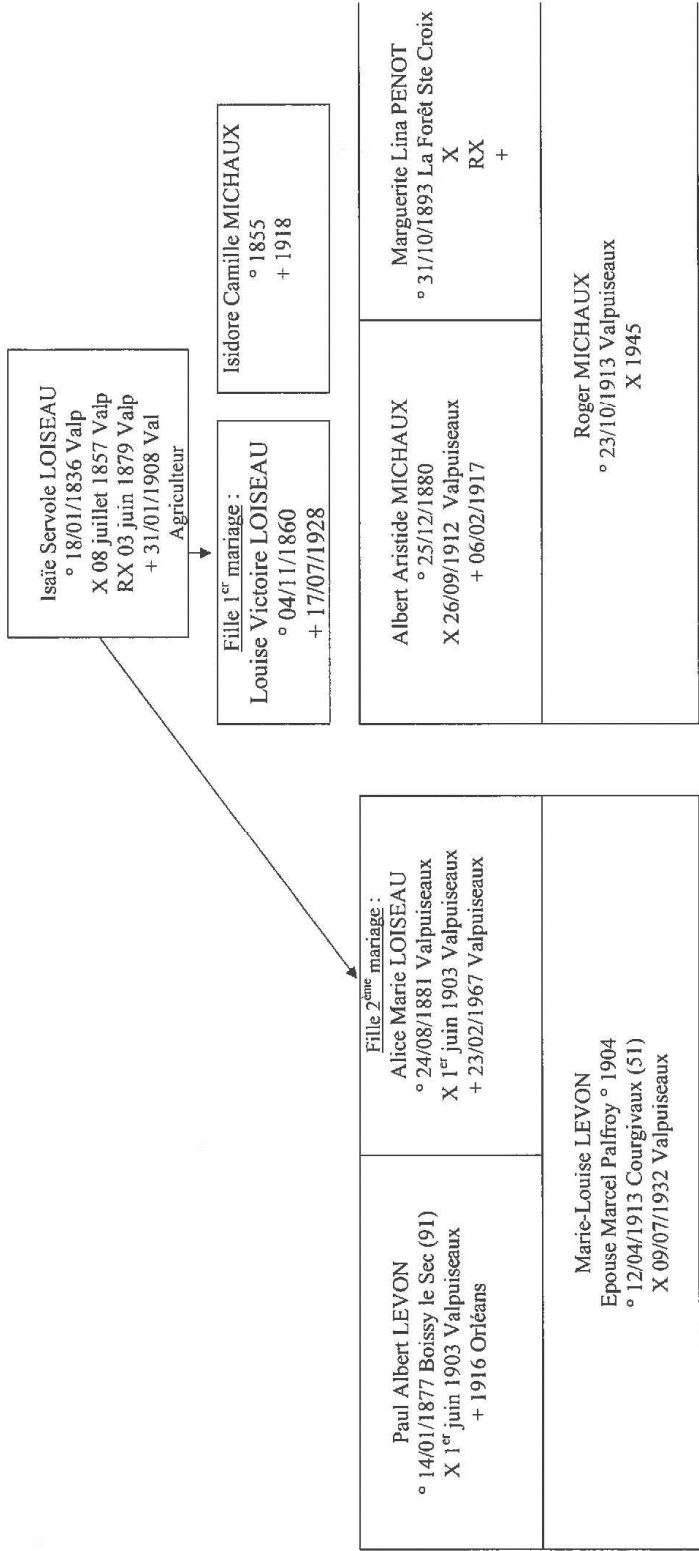 Isaïe Servole LOISEAU
° 18/01/1836 Valp
X 08 juillet 1857 Valp
RX 03 juin 1879 Valp
+ 31/01/1908 Val
Agriculteur
Fille 1er mariage :
Louise Victoire LOISEAU
° 04/11/1860
+ 17/07/1928
Isidore Camille MICHAUX
° 1855
+ 1918
Paul Albert LEVON
° 14/01/1877 Boissy le Sec (91)
X 1er juin 1903 Valpuiseaux
+ 1916 Orléans
Fille 2ème mariage :
Alice Marie LOISEAU
° 24/08/1881 Valpuiseaux
X 1er juin 1903 Valpuiseaux
+ 23/02/1967 Valpuiseaux
Albert Aristide MICHAUX
° 25/12/1880
X 26/09/1912 Valpuiseaux
+ 06/02/1917
Marguerite Lina PENOT
° 31/10/1893 La Forêt Ste Croix
X
RX
+
Marie-Louise LEVON
Epouse Marcel Palfroy ° 1904
° 12/04/1913 Courgivaux (51)
X 09/07/1932 Valpuiseaux
Roger MICHAUX
° 23/10/1913 Valpuiseaux
X 1945